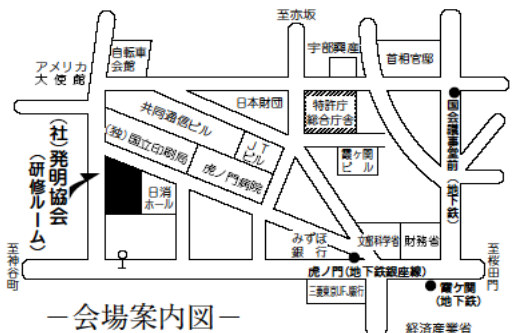 至赤坂
自転車
会館
宇部興産
首相官邸
アメリカ
大使館
日本財団
特許庁
総合庁舎
共同通信ビル
(独)国立印刷局
JT
ビル
虎ノ門病院
霞ヶ関
ビル
国会議事堂前(地下鉄)
(社)発明協会
(研修ルーム)
日消
ホール
みずほ
銀行
文部科学省
財務省
至神谷町
至桜田門
虎ノ門(地下鉄銀座線)
三菱東京UFJ銀行
霞ケ関
(地下鉄)
経済産業省
−会場案内図−